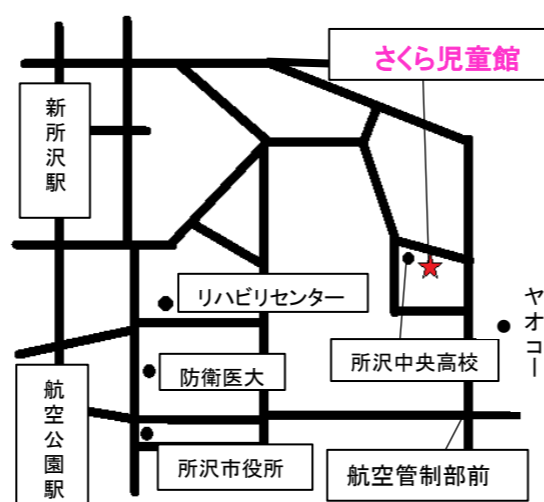 さくら児童館
新所沢駅
リハビリセンター
ヤオコー
所沢中央高校
防衛医大
航空公園駅
所沢市役所
航空管制部前